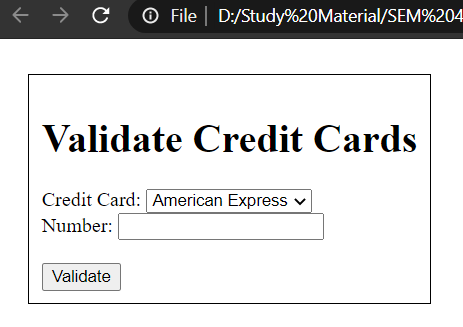 File D:/Study%20Material/SEM%204
Validate Credit Cards
Credit Card: American Express
Number:
Validate